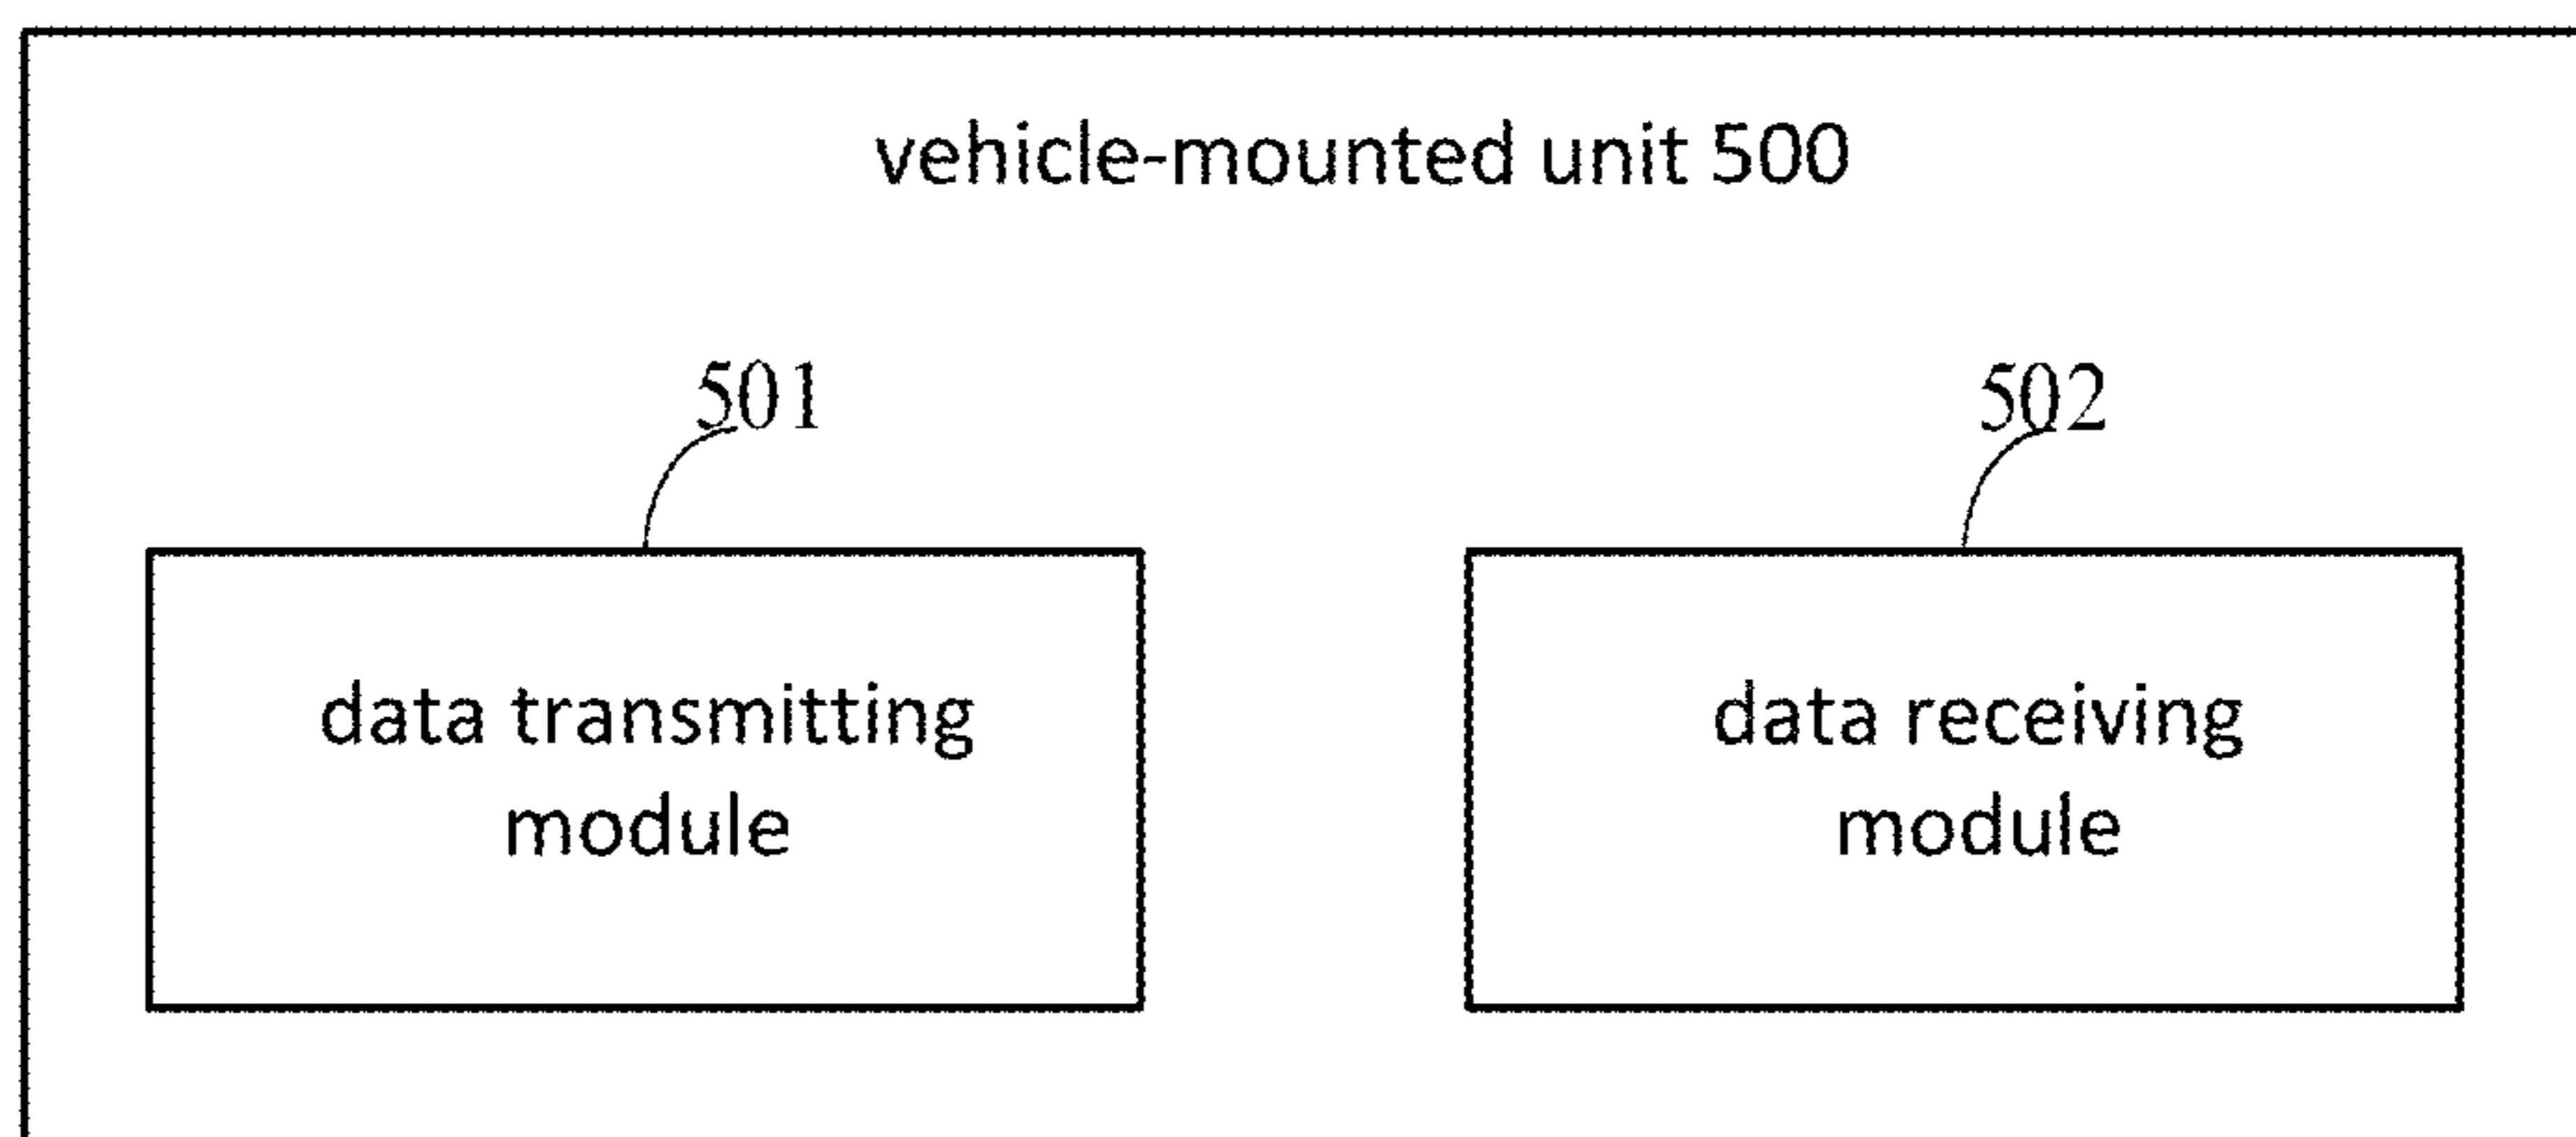 vehicle-mounted unit 500
501
502
data transmitting
module
data receiving
module